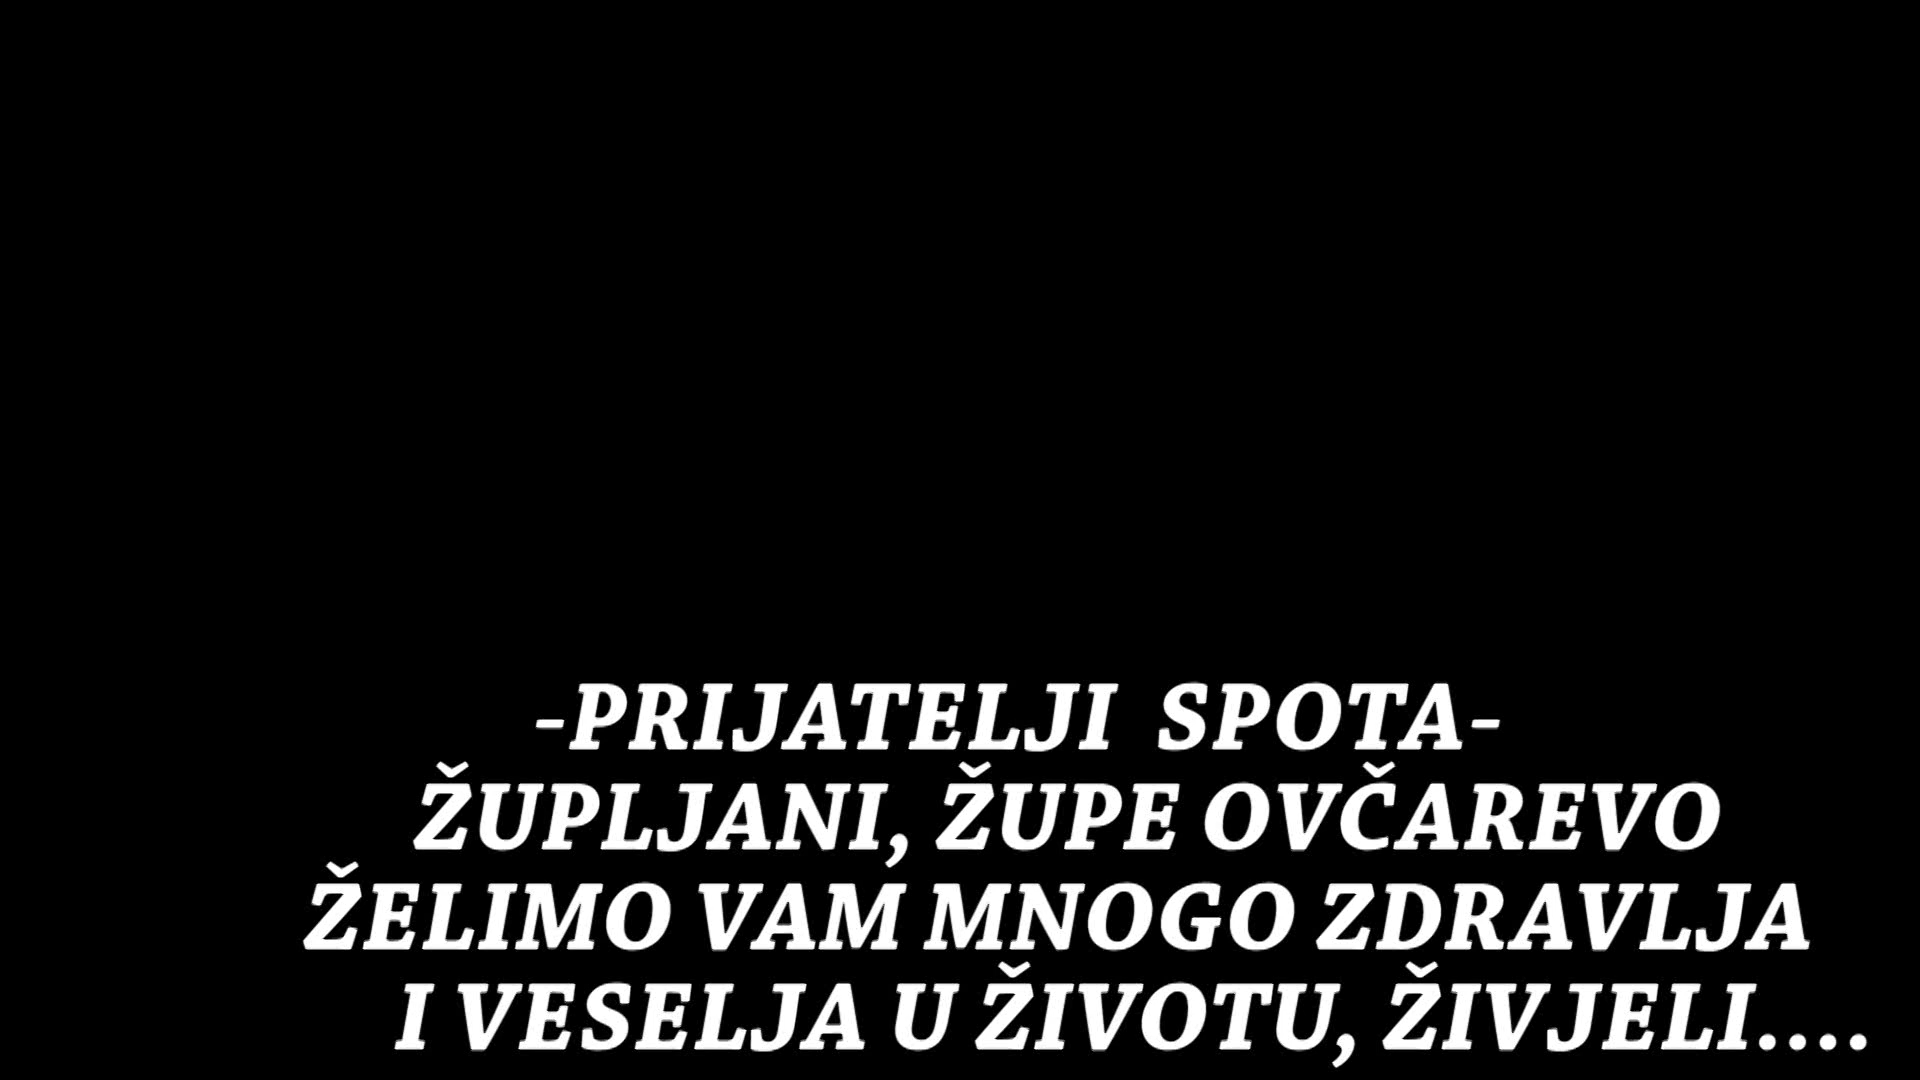 -PRIJATELJI SPOTA-
ŽUPLJANI, ŽUPE OVČAREVO
ŽELIMO VAM MNOGO ZDRAVLJA
I VESELJA U ŽIVOTU, ŽIVJELI....